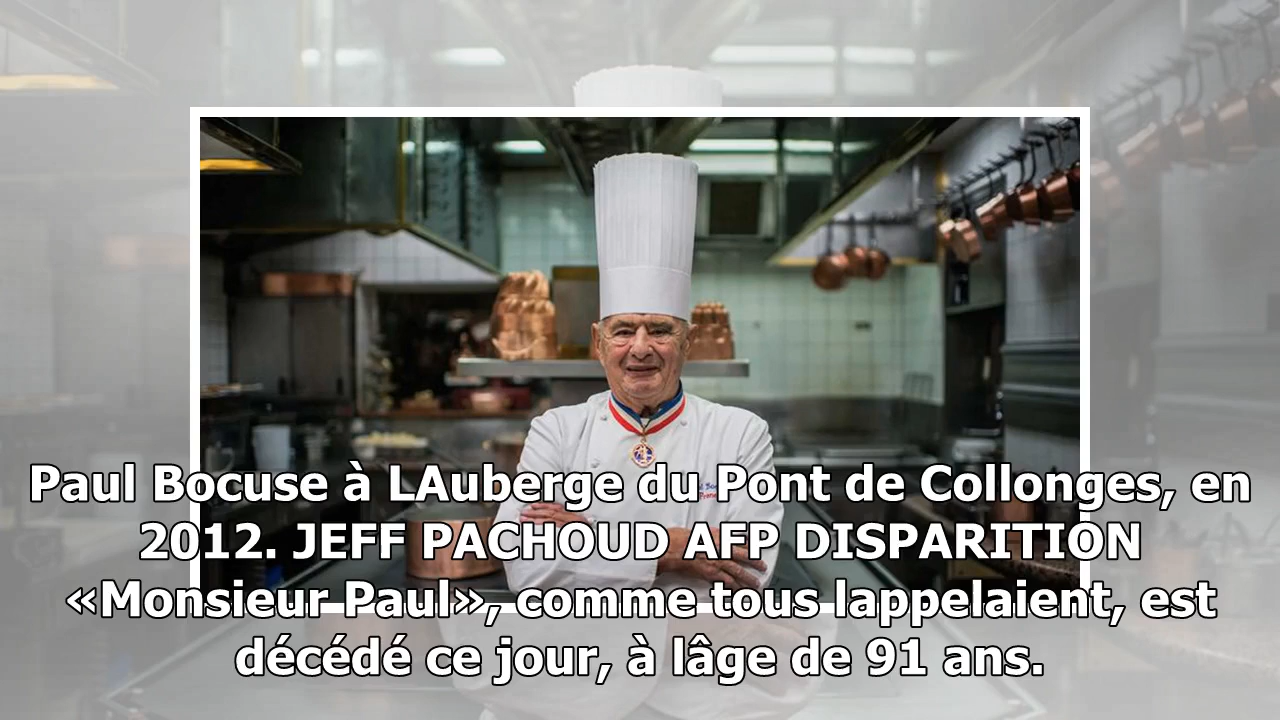 Paul Bocuse à LAuberge du Pont de Collonges, en
2012. JEFF PACHOUD AFP DISPARITION
«Monsieur Paul», comme tous lappelaient, est
décédé ce jour, à lâge de 91 ans.